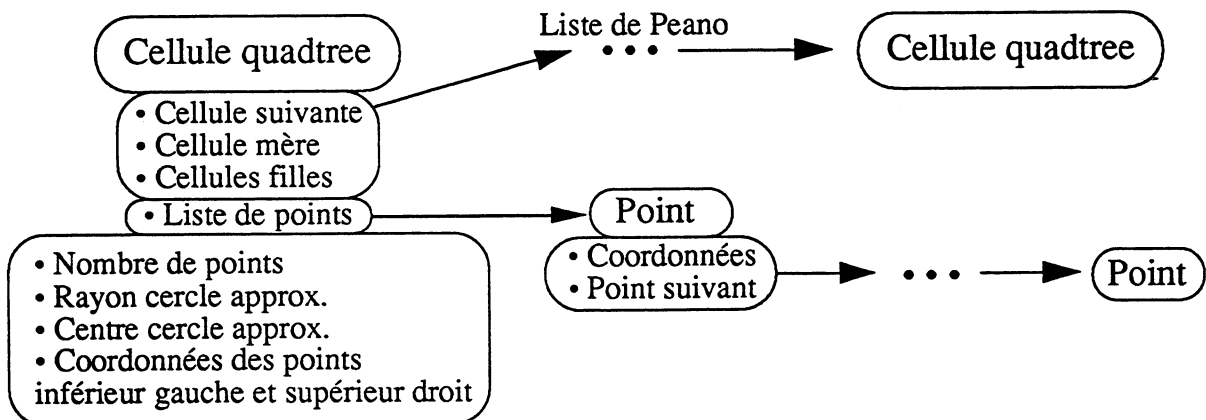 Cellule quadtree
• Cellule suivante
• Cellule mère
• Cellules filles
• Liste de points
• Nombre de points
• Rayon cercle approx.
• Centre cercle approx.
• Coordonnées des points
inférieur gauche et supérieur droit
Liste de Peano
•••
Cellule quadtree
Point
• Coordonnées
• Point suivant
•••
Point